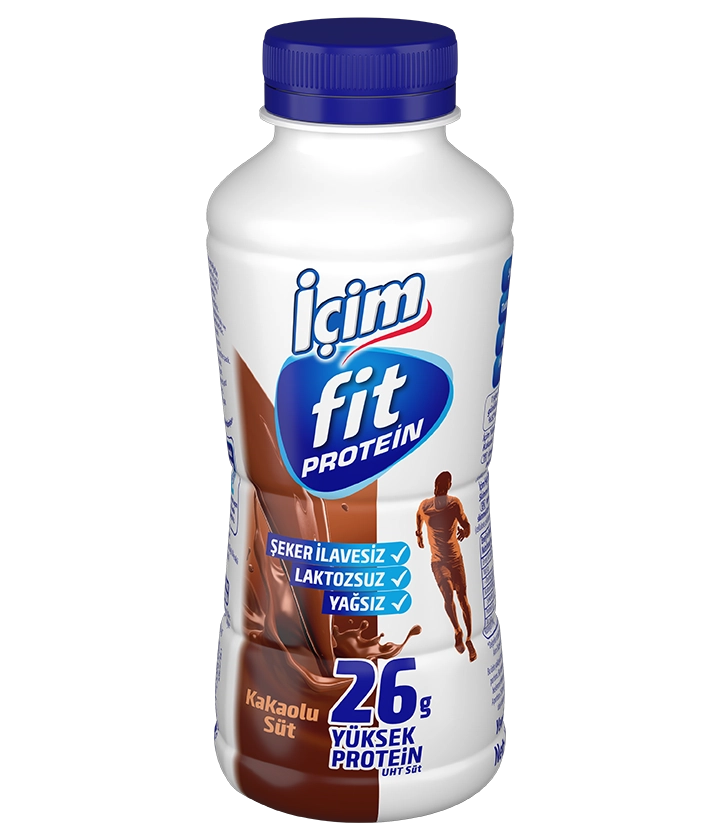 İçim
fit
PROTEİN
ŞEKER İLAVESİZ
LAKTOZSUZ
YAĞSIZ
Kakaolu
Süt
26g
YÜKSEK
PROTEİN
UHT Süt